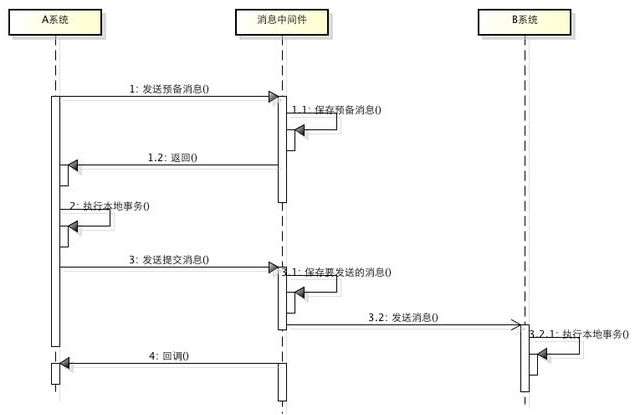 A系统
消息中间件
B系统
1: 发送预备消息()
1.1: 保存预备消息()
1.2: 返回()
2: 执行本地事务()
3: 发送提交消息()
3.1: 保存要发送的消息()
3.2: 发送消息()
3.2.1: 执行本地事务()
4: 回调()